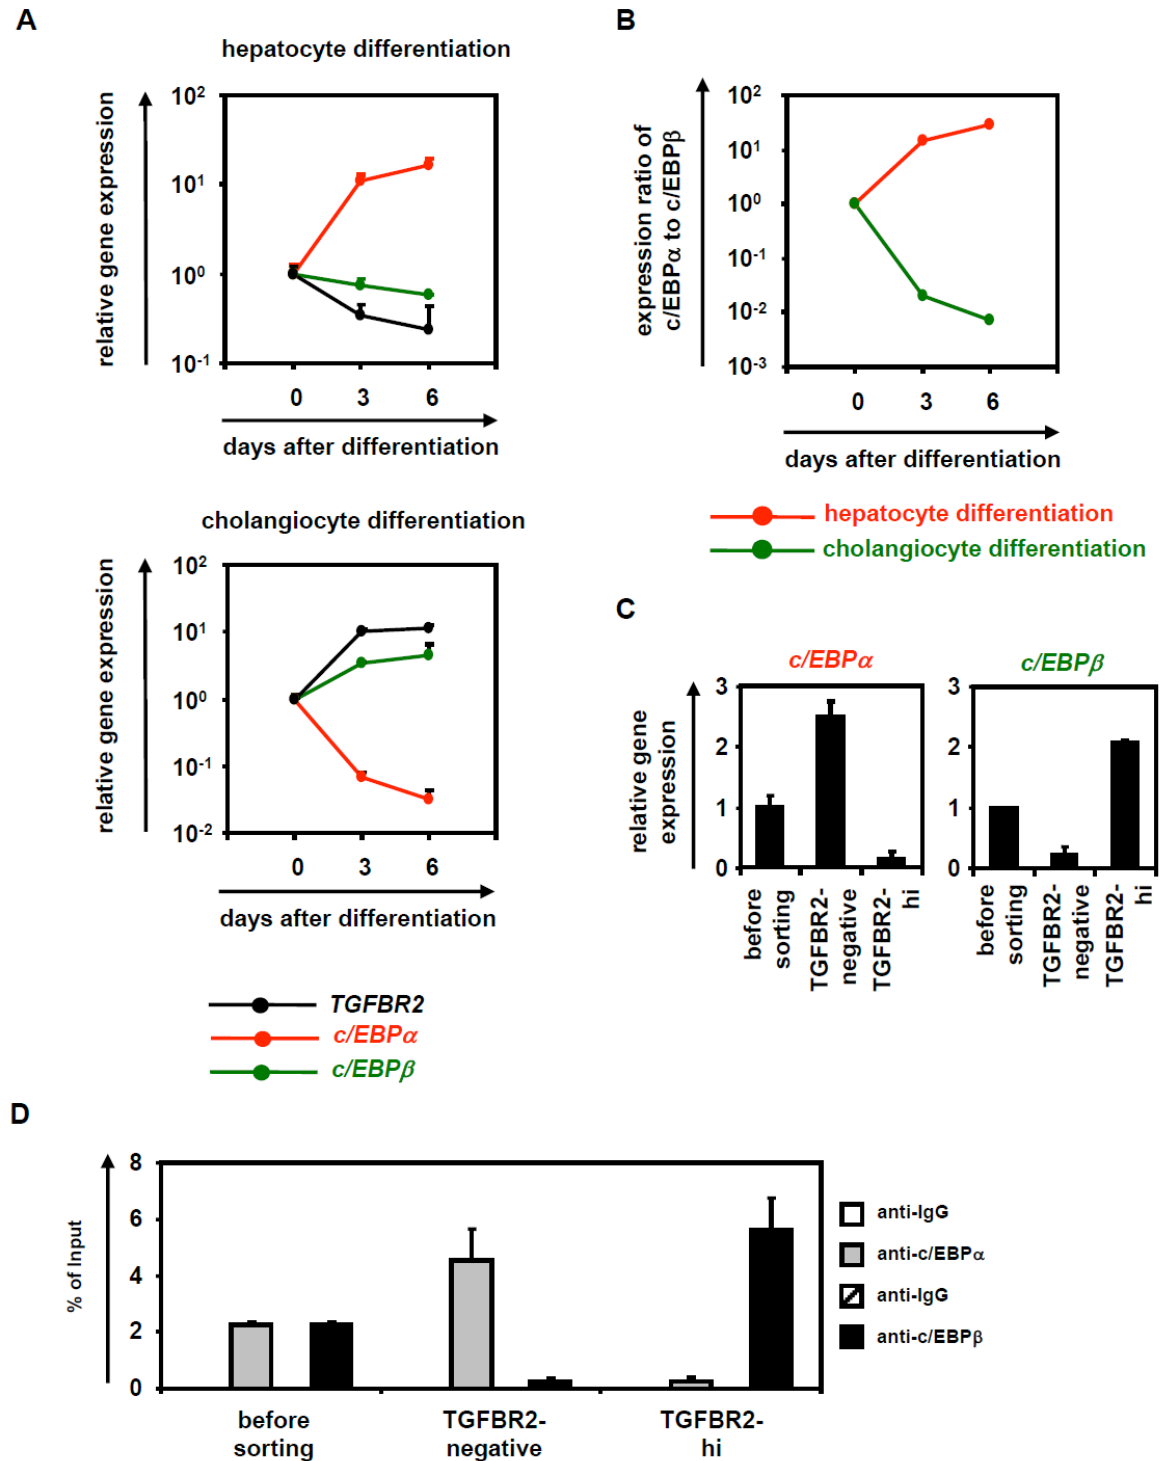 A
hepatocyte differentiation
relative gene expression
10²
10¹
10⁰
10⁻¹
0 3 6
days after differentiation
cholangiocyte differentiation
relative gene expression
10²
10¹
10⁰
10⁻¹
10⁻²
0 3 6
days after differentiation
TGFBR2
c/EBPα
c/EBPβ
B
expression ratio of
c/EBPα to c/EBPβ
10²
10¹
10⁰
10⁻¹
10⁻²
10⁻³
0 3 6
days after differentiation
hepatocyte differentiation
cholangiocyte differentiation
C
relative gene
expression
c/EBPα
3
2
1
0
before
sorting
TGFBR2-
negative
TGFBR2-
hi
c/EBPβ
3
2
1
0
before
sorting
TGFBR2-
negative
TGFBR2-
hi
D
% of Input
8
6
4
2
0
before
sorting
TGFBR2-
negative
TGFBR2-
hi
anti-IgG
anti-c/EBPα
anti-IgG
anti-c/EBPβ